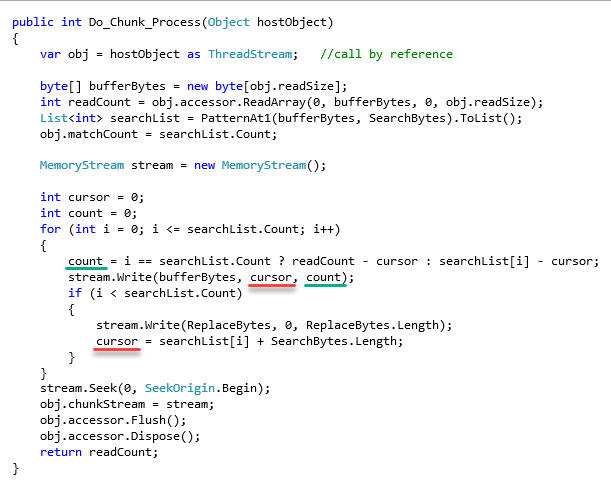 public int Do_Chunk_Process(Object hostObject)
{
    var obj = hostObject as ThreadStream;   //call by reference

    byte[] bufferBytes = new byte[obj.readSize];
    int readCount = obj.accessor.ReadArray(0, bufferBytes, 0, obj.readSize);
    List<int> searchList = PatternAt1(bufferBytes, SearchBytes).ToList();
    obj.matchCount = searchList.Count;

    MemoryStream stream = new MemoryStream();

    int cursor = 0;
    int count = 0;
    for (int i = 0; i <= searchList.Count; i++)
    {
        count = i == searchList.Count ? readCount - cursor : searchList[i] - cursor;
        stream.Write(bufferBytes, cursor, count);
        if (i < searchList.Count)
        {
            stream.Write(ReplaceBytes, 0, ReplaceBytes.Length);
            cursor = searchList[i] + SearchBytes.Length;
        }
    }
    stream.Seek(0, SeekOrigin.Begin);
    obj.chunkStream = stream;
    obj.accessor.Flush();
    obj.accessor.Dispose();
    return readCount;
}